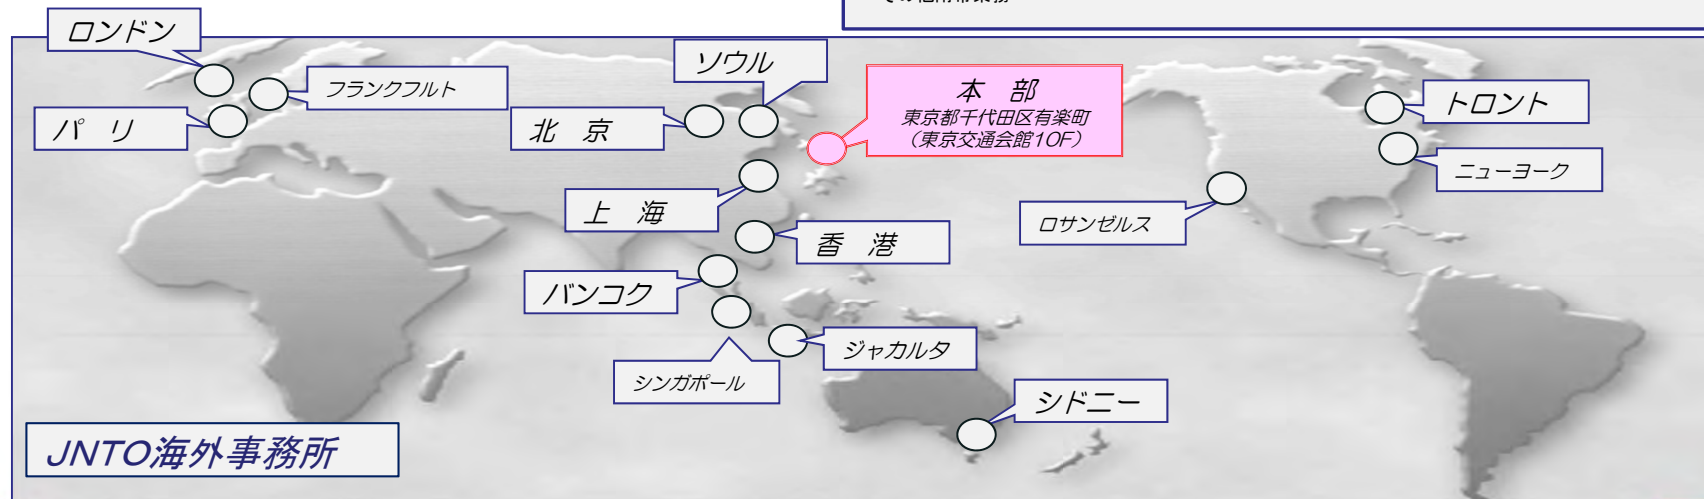 ロンドン
ソウル
フランクフルト
本 部
東京都千代田区有楽町
(東京交通会館10F)
トロント
パ リ
北 京
ニューヨーク
上 海
ロサンゼルス
香 港
バンコク
ジャカルタ
シンガポール
シドニー
JNTO海外事務所